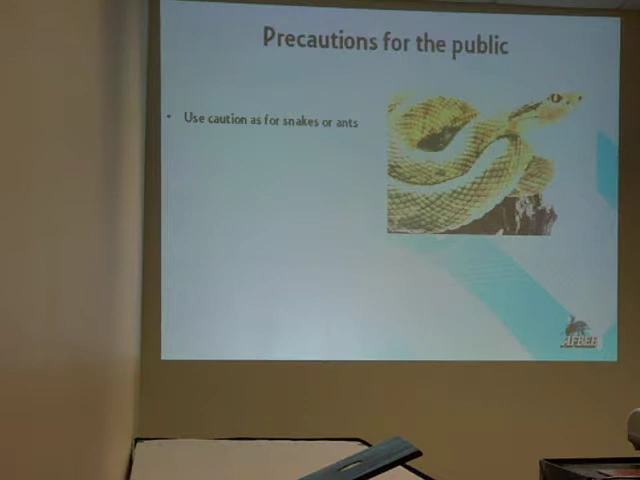 Precautions for the public
• Use caution as for snakes or ants
AFBEE